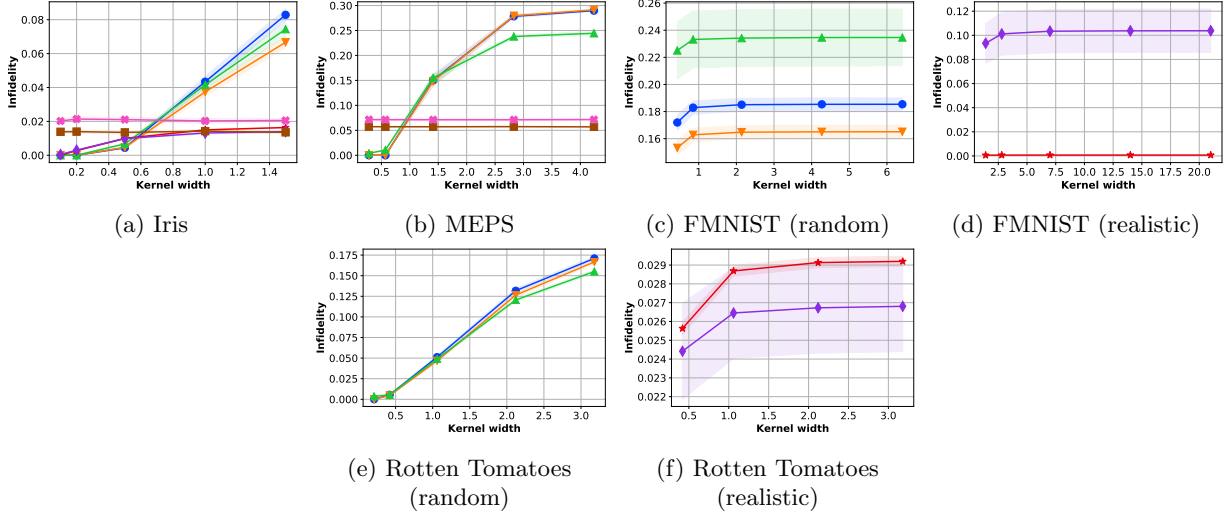 0.08
0.06
0.04
0.02
0.00
Infidelity
0.2 0.4 0.6 0.8 1.0 1.2 1.4
Kernel width
(a) Iris
0.30
0.25
0.20
0.15
0.10
0.05
0.00
Infidelity
0.5 1.0 1.5 2.0 2.5 3.0 3.5 4.0
Kernel width
(b) MEPS
0.26
0.24
0.22
0.20
0.18
0.16
Infidelity
1 2 3 4 5 6
Kernel width
(c) FMNIST (random)
0.12
0.10
0.08
0.06
0.04
0.02
0.00
Infidelity
2.5 5.0 7.5 10.0 12.5 15.0 17.5 20.0
Kernel width
(d) FMNIST (realistic)
0.175
0.150
0.125
0.100
0.075
0.050
0.025
0.000
Infidelity
0.5 1.0 1.5 2.0 2.5 3.0
Kernel width
(e) Rotten Tomatoes
(random)
0.029
0.028
0.027
0.026
0.025
0.024
0.023
0.022
Infidelity
0.5 1.0 1.5 2.0 2.5 3.0
Kernel width
(f) Rotten Tomatoes
(realistic)